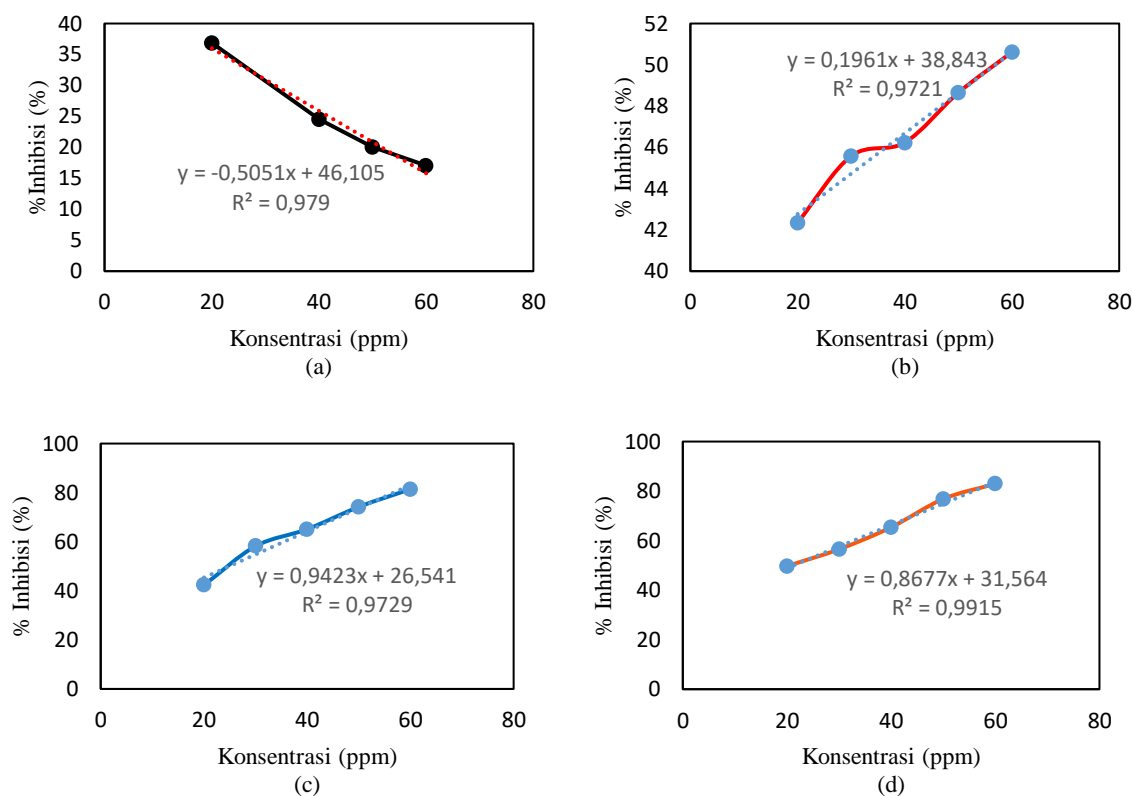 40
35
30
25
20
15
10
5
0
%Inhibisi (%)
y = -0,5051x + 46,105
R² = 0,979
0 20 40 60 80
Konsentrasi (ppm)
(a)
52
50
48
46
44
42
40
% Inhibisi (%)
y = 0,1961x + 38,843
R² = 0,9721
0 20 40 60 80
Konsentrasi (ppm)
(b)
100
80
60
40
20
0
% Inhibisi (%)
y = 0,9423x + 26,541
R² = 0,9729
0 20 40 60 80
Konsentrasi (ppm)
(c)
100
80
60
40
20
0
% Inhibisi (%)
y = 0,8677x + 31,564
R² = 0,9915
0 20 40 60 80
Konsentrasi (ppm)
(d)